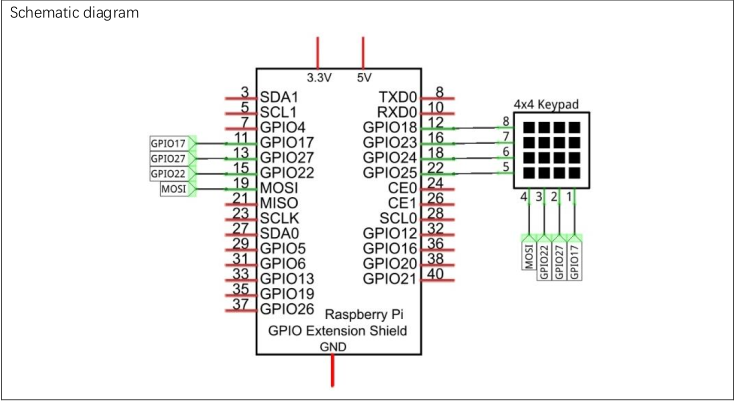 Schematic diagram
3.3V 5V
3 SDA1 TXD0 8
5 SCL1 RXD0 10
7 GPIO4 GPIO18 12 8 4x4 Keypad
GPIO17 11 GPIO17 GPIO23 16 7
GPIO27 13 GPIO27 GPIO24 18 6
GPIO22 15 GPIO22 GPIO25 22 5
MOSI 19 MOSI CE0 24
21 MISO CE1 26 4 3 2 1
23 SCLK SCL0 28
27 SDA0 GPIO12 32
29 GPIO5 GPIO16 36
31 GPIO6 GPIO20 38
33 GPIO13 GPIO21 40
35 GPIO19
37 GPIO26
MOSI
GPIO22
GPIO27
GPIO17
Raspberry Pi
GPIO Extension Shield
GND